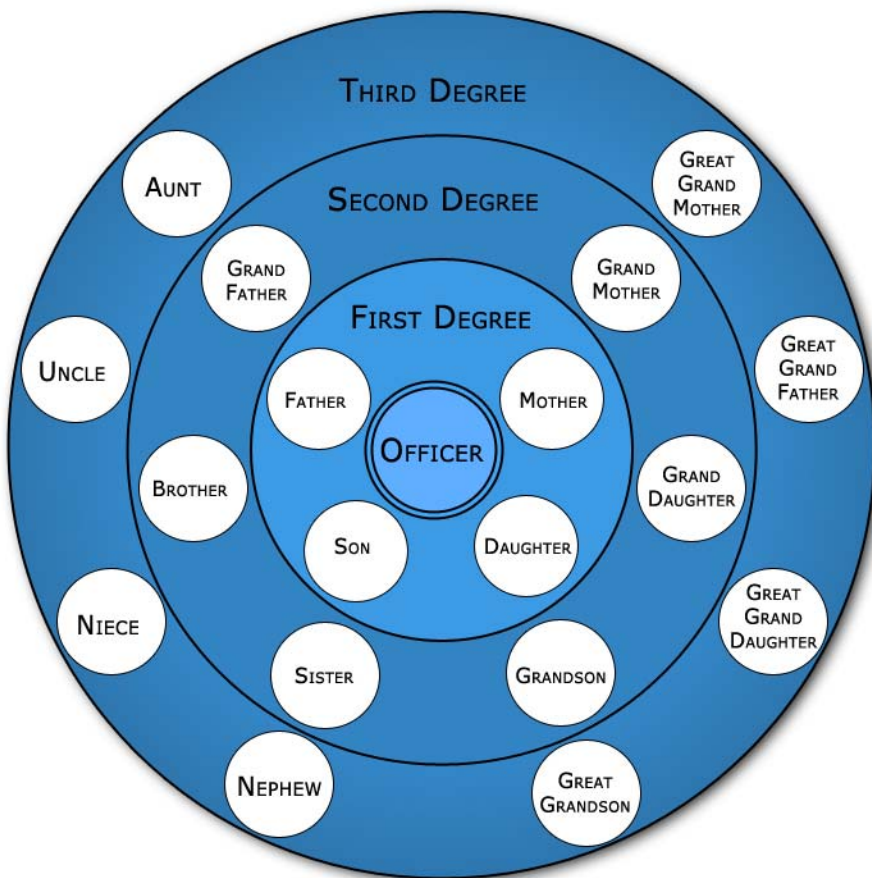 THIRD DEGREE
AUNT
GREAT
GRAND
MOTHER
SECOND DEGREE
GRAND
FATHER
GRAND
MOTHER
FIRST DEGREE
UNCLE
GREAT
GRAND
FATHER
FATHER
MOTHER
OFFICER
BROTHER
GRAND
DAUGHTER
SON
DAUGHTER
NIECE
GREAT
GRAND
DAUGHTER
SISTER
GRANDSON
NEPHEW
GREAT
GRANDSON